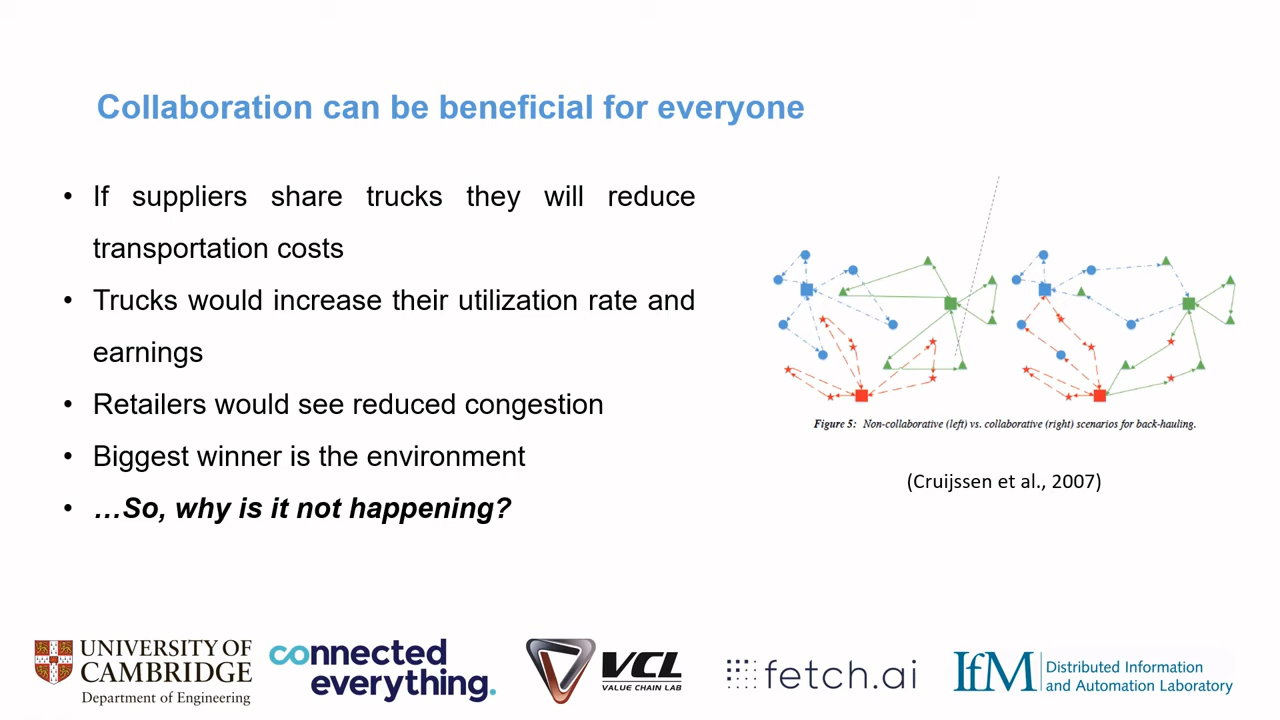 Collaboration can be beneficial for everyone
• If suppliers share trucks they will reduce
transportation costs
• Trucks would increase their utilization rate and
earnings
• Retailers would see reduced congestion
• Biggest winner is the environment
• …So, why is it not happening?
Figure 5: Non-collaborative (left) vs. collaborative (right) scenarios for back-hauling.
(Cruijssen et al., 2007)
UNIVERSITY OF
CAMBRIDGE
Department of Engineering
connected
everything.
VCL
VALUE CHAIN LAB
fetch.ai
IfM
Distributed Information
and Automation Laboratory